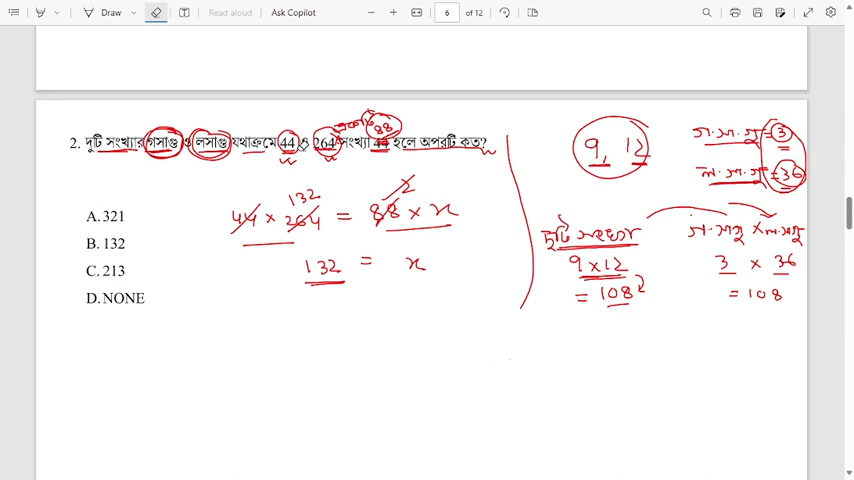 Draw
Read aloud
Ask Copilot
6
of 12
2. দুটি সংখ্যার গসাগু ও লসাগু যথাক্রমে 44 ও 264 সংখ্যা 44 হলে অপরটি কত?
88
A. 321
B. 132
C. 213
D. NONE
132 2
44 × 264 = 88 × x
132 = x
9, 12
গ.সা.গু = 3
ল.সা.গু = 36
দুটি সংখ্যার
9 × 12
= 108
গ.সাগু × ল.সাগু
3 × 36
= 108